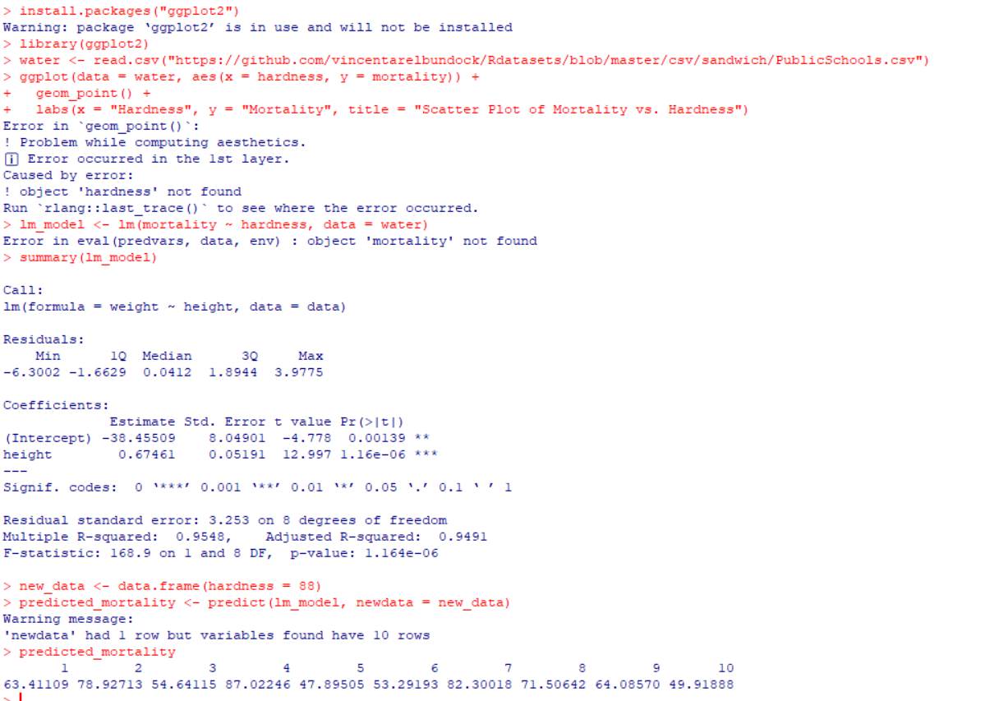 > install.packages("ggplot2")
Warning: package ‘ggplot2’ is in use and will not be installed
> library(ggplot2)
> water <- read.csv("https://github.com/vincentarelbundock/Rdatasets/blob/master/csv/sandwich/PublicSchools.csv")
> ggplot(data = water, aes(x = hardness, y = mortality)) +
+   geom_point() +
+   labs(x = "Hardness", y = "Mortality", title = "Scatter Plot of Mortality vs. Hardness")
Error in `geom_point()`:
! Problem while computing aesthetics.
i Error occurred in the 1st layer.
Caused by error:
! object 'hardness' not found
Run `rlang::last_trace()` to see where the error occurred.
> lm_model <- lm(mortality ~ hardness, data = water)
Error in eval(predvars, data, env) : object 'mortality' not found
> summary(lm_model)
Call:
lm(formula = weight ~ height, data = data)
Residuals:
    Min      1Q  Median      3Q     Max
-6.3002 -1.6629  0.0412  1.8944  3.9775
Coefficients:
             Estimate Std. Error t value Pr(>|t|)
(Intercept) -38.45509    8.04901  -4.778  0.00139 **
height        0.67461    0.05191  12.997 1.16e-06 ***
---
Signif. codes:  0 ‘***’ 0.001 ‘**’ 0.01 ‘*’ 0.05 ‘.’ 0.1 ‘ ’ 1
Residual standard error: 3.253 on 8 degrees of freedom
Multiple R-squared:  0.9548,    Adjusted R-squared:  0.9491
F-statistic: 168.9 on 1 and 8 DF,  p-value: 1.164e-06
> new_data <- data.frame(hardness = 88)
> predicted_mortality <- predict(lm_model, newdata = new_data)
Warning message:
'newdata' had 1 row but variables found have 10 rows
> predicted_mortality
       1        2        3        4        5        6        7        8        9       10
63.41109 78.92713 54.64115 87.02246 47.89505 53.29193 82.30018 71.50642 64.08570 49.91888
>